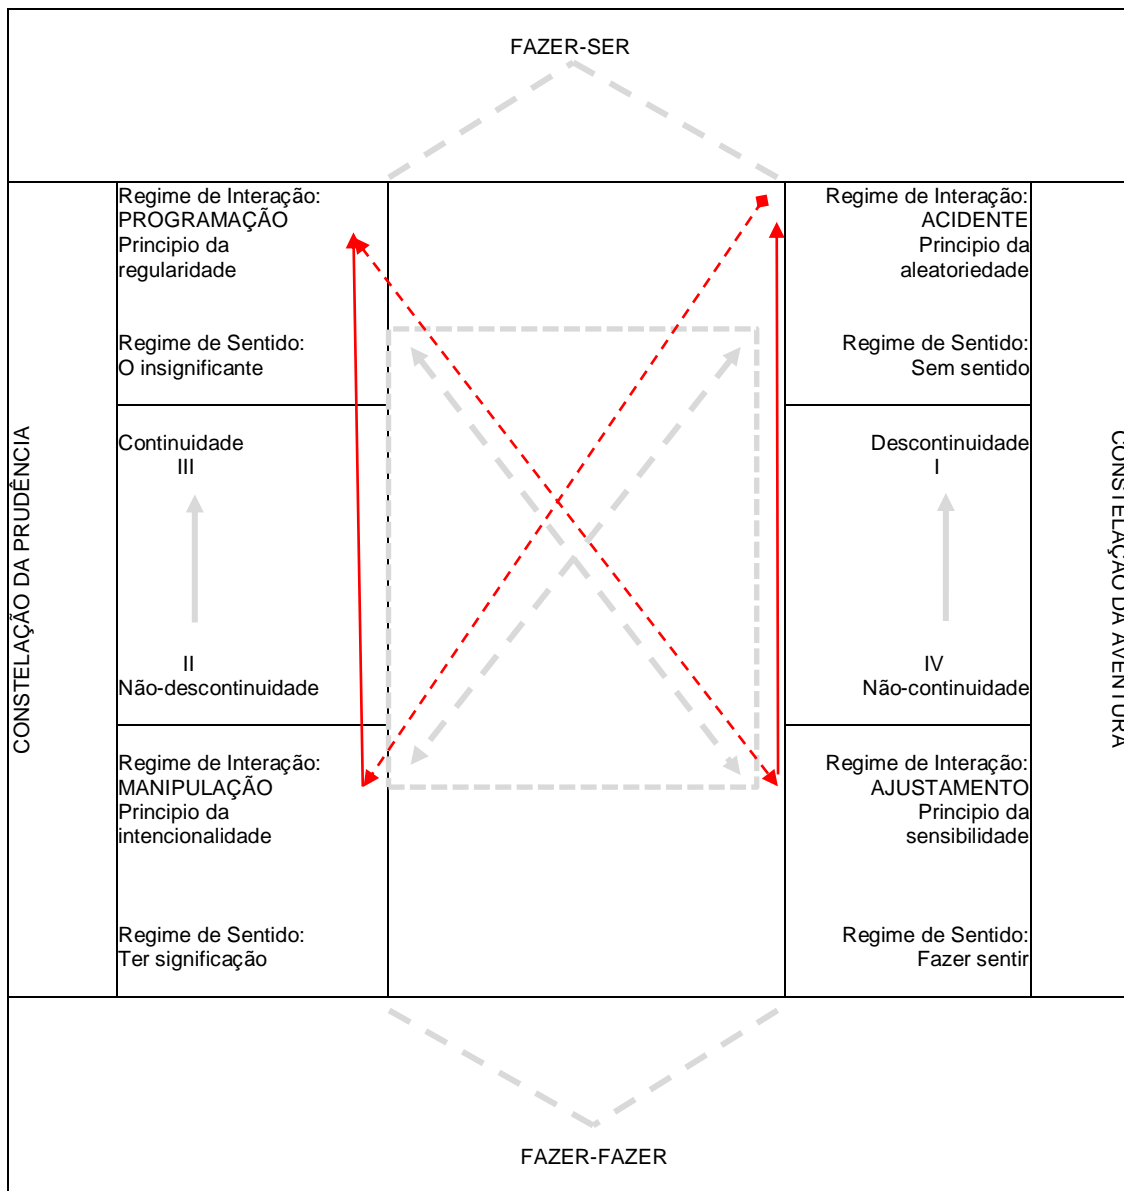 FAZER-SER
CONSTELAÇÃO DA PRUDÊNCIA
Regime de Interação:
PROGRAMAÇÃO
Principio da
regularidade
Regime de Sentido:
O insignificante
Continuidade
III
II
Não-descontinuidade
Regime de Interação:
MANIPULAÇÃO
Principio da
intencionalidade
Regime de Sentido:
Ter significação
Regime de Interação:
ACIDENTE
Principio da
aleatoriedade
Regime de Sentido:
Sem sentido
Descontinuidade
I
IV
Não-continuidade
Regime de Interação:
AJUSTAMENTO
Principio da
sensibilidade
Regime de Sentido:
Fazer sentir
CONSTELAÇÃO DA AVENTURA
FAZER-FAZER